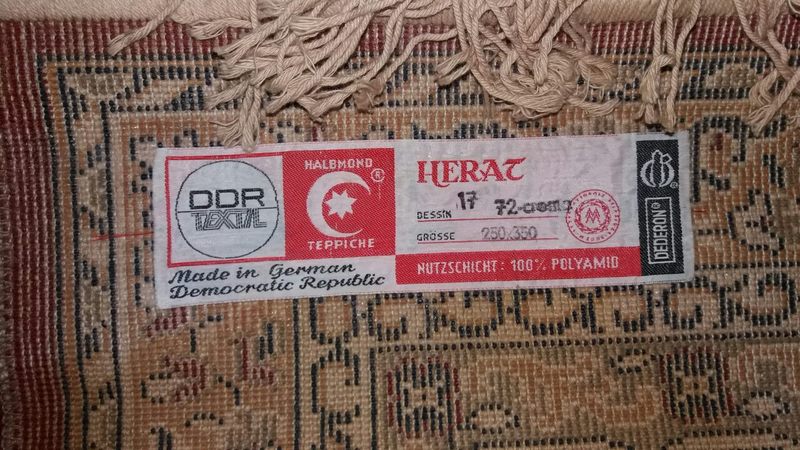 DDR
TEXTIL
Made in German
Democratic Republic
HALBMOND
®
TEPPICHE
HERAT
DESSIN 17 72-creme
GRÖSSE 250x350
NUTZSCHICHT: 100% POLYAMID
DEDERON®